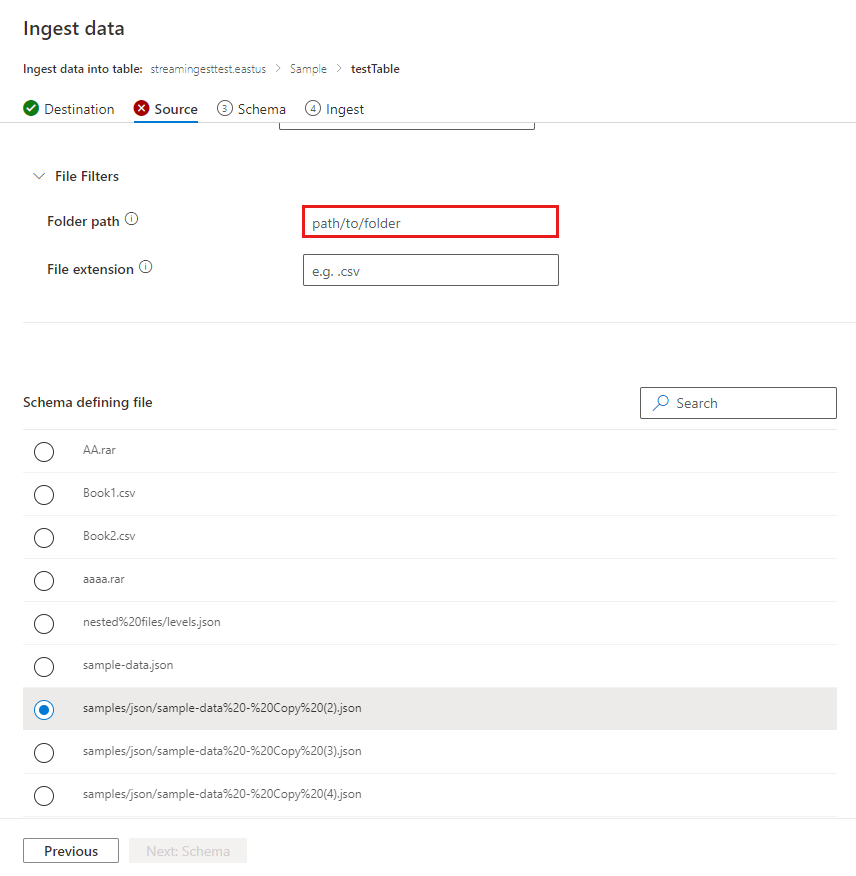 Ingest data
Ingest data into table: streamingesttest.eastus > Sample > testTable
Destination Source 3 Schema 4 Ingest
File Filters
Folder path path/to/folder
File extension e.g. .csv
Schema defining file Search
AA.rar
Book1.csv
Book2.csv
aaaa.rar
nested%20files/levels.json
sample-data.json
samples/json/sample-data%20-%20Copy%20(2).json
samples/json/sample-data%20-%20Copy%20(3).json
samples/json/sample-data%20-%20Copy%20(4).json
Previous Next: Schema